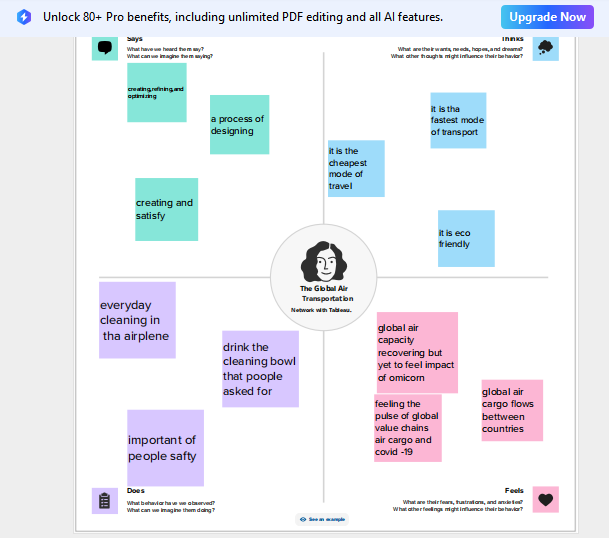 Unlock 80+ Pro benefits, including unlimited PDF editing and all AI features.
Upgrade Now
Says
What have we heard them say?
What can we imagine them saying?
Thinks
What are their wants, needs, hopes, and dreams?
What other thoughts might influence their behavior?
creating,refining,and
optimizing
a process of
designing
creating and
satisfy
it is tha
fastest mode
of transport
it is the
cheapest
mode of
travel
it is eco
friendly
The Global Air
Transportation
Network with Tableau.
everyday
cleaning in
tha airplene
drink the
cleaning bowl
that poople
asked for
important of
people safty
global air
capacity
recovering but
yet to feel impact
of omicorn
feeling the
pulse of global
value chains
air cargo and
covid -19
global air
cargo flows
bettween
countries
Does
What behavior have we observed?
What can we imagine them doing?
Feels
What are their fears, frustrations, and anxieties?
What other feelings might influence their behavior?
See an example